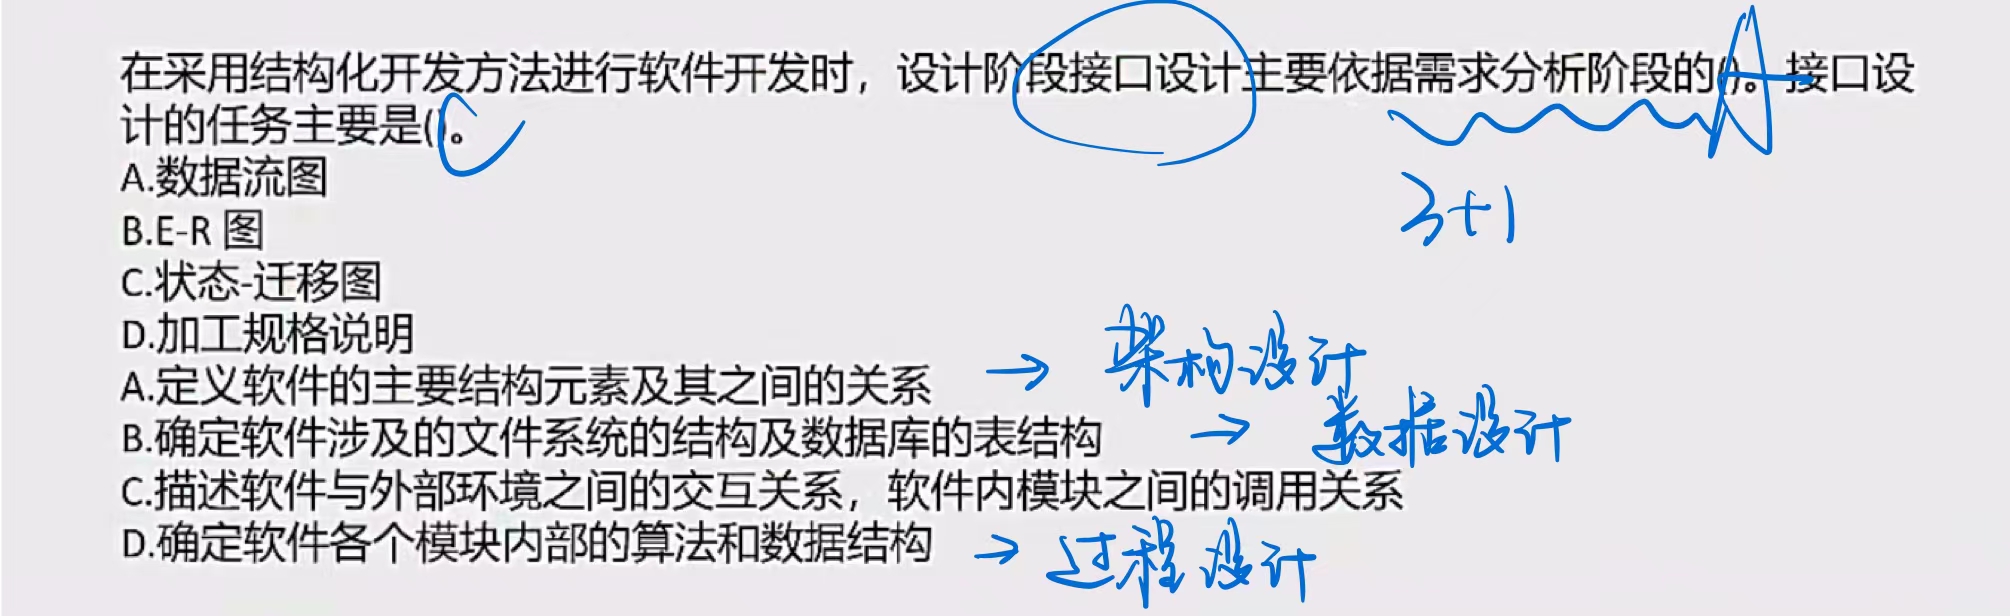 在采用结构化开发方法进行软件开发时，设计阶段接口设计主要依据需求分析阶段的()。接口设
A
计的任务主要是()。
C
A.数据流图
B.E-R 图
3+1
C.状态-迁移图
D.加工规格说明
A.定义软件的主要结构元素及其之间的关系 → 架构设计
B.确定软件涉及的文件系统的结构及数据库的表结构 → 数据设计
C.描述软件与外部环境之间的交互关系，软件内模块之间的调用关系
D.确定软件各个模块内部的算法和数据结构 → 过程设计